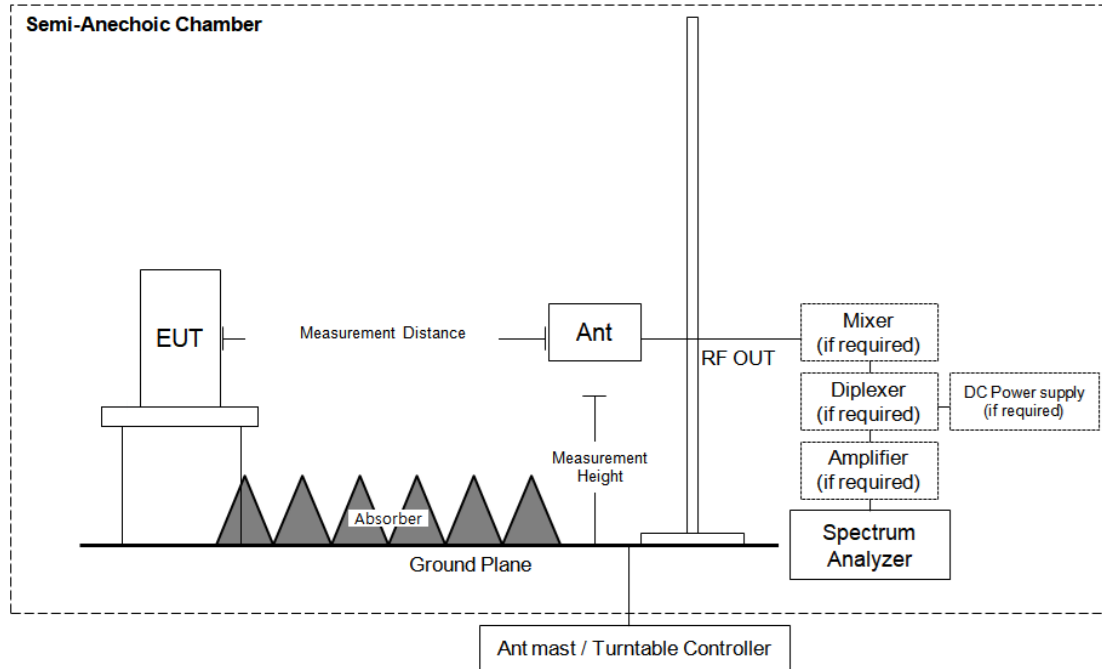 Semi-Anechoic Chamber
EUT
Measurement Distance
Ant
RF OUT
Mixer
(if required)
Diplexer
(if required)
DC Power supply
(if required)
Amplifier
(if required)
Measurement
Height
Absorber
Spectrum
Analyzer
Ground Plane
Ant mast / Turntable Controller